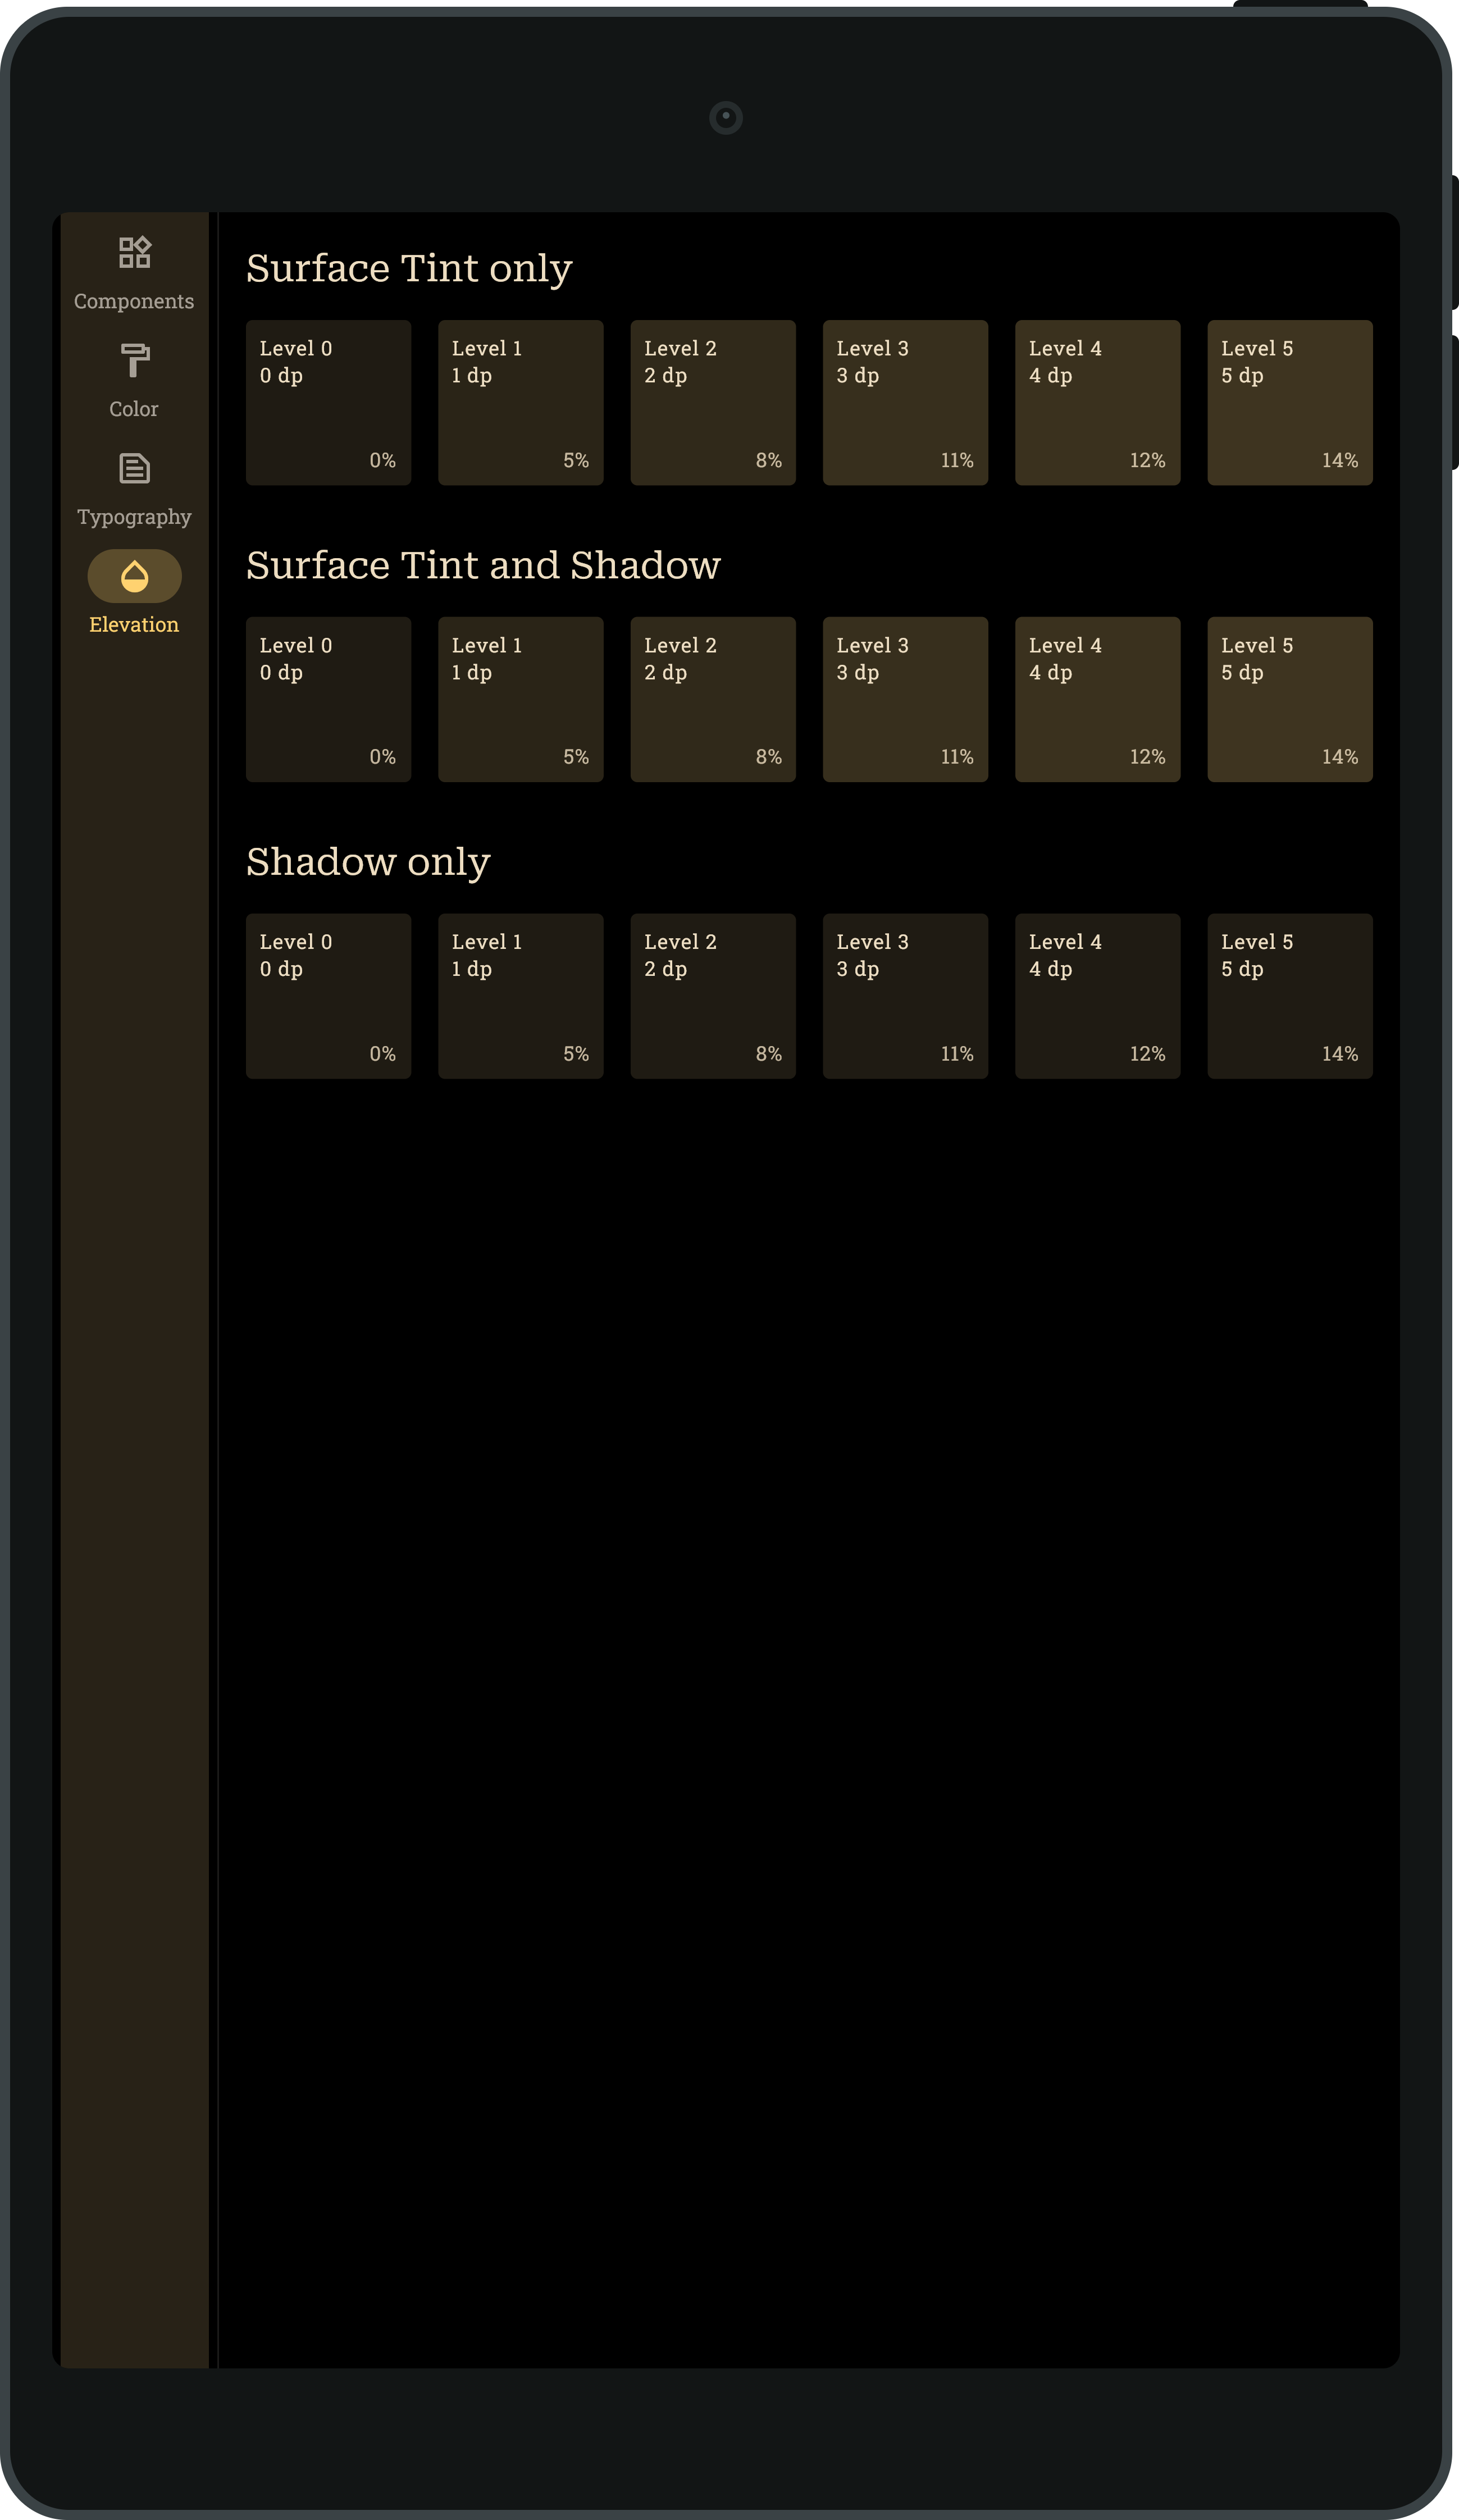 Components
Color
Typography
Elevation
Surface Tint only
Level 0
0 dp
0%
Level 1
1 dp
5%
Level 2
2 dp
8%
Level 3
3 dp
11%
Level 4
4 dp
12%
Level 5
5 dp
14%
Surface Tint and Shadow
Level 0
0 dp
0%
Level 1
1 dp
5%
Level 2
2 dp
8%
Level 3
3 dp
11%
Level 4
4 dp
12%
Level 5
5 dp
14%
Shadow only
Level 0
0 dp
0%
Level 1
1 dp
5%
Level 2
2 dp
8%
Level 3
3 dp
11%
Level 4
4 dp
12%
Level 5
5 dp
14%